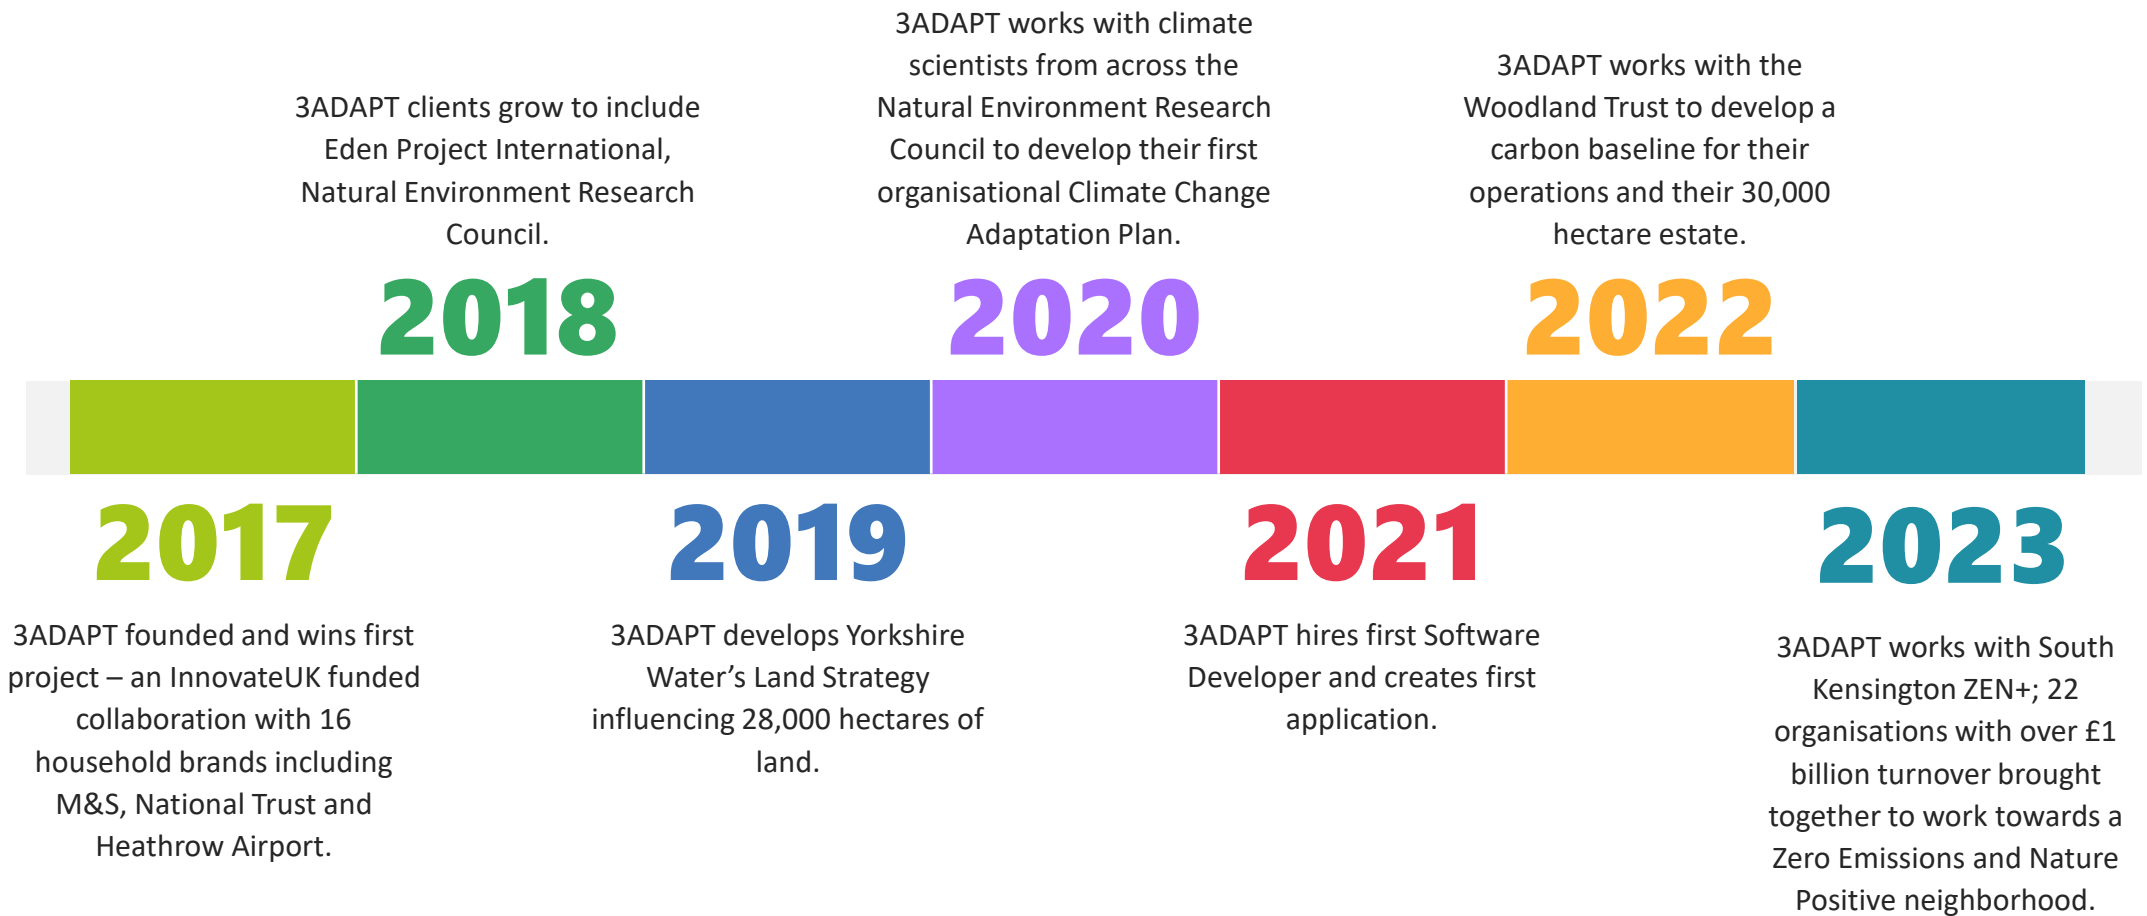 3ADAPT founded and wins first
project – an InnovateUK funded
collaboration with 16
household brands including
M&S, National Trust and
Heathrow Airport.
2017
3ADAPT clients grow to include
Eden Project International,
Natural Environment Research
Council.
2018
2019
3ADAPT develops Yorkshire
Water’s Land Strategy
influencing 28,000 hectares of
land.
3ADAPT works with climate
scientists from across the
Natural Environment Research
Council to develop their first
organisational Climate Change
Adaptation Plan.
2020
2021
3ADAPT hires first Software
Developer and creates first
application.
3ADAPT works with the
Woodland Trust to develop a
carbon baseline for their
operations and their 30,000
hectare estate.
2022
2023
3ADAPT works with South
Kensington ZEN+; 22
organisations with over £1
billion turnover brought
together to work towards a
Zero Emissions and Nature
Positive neighborhood.